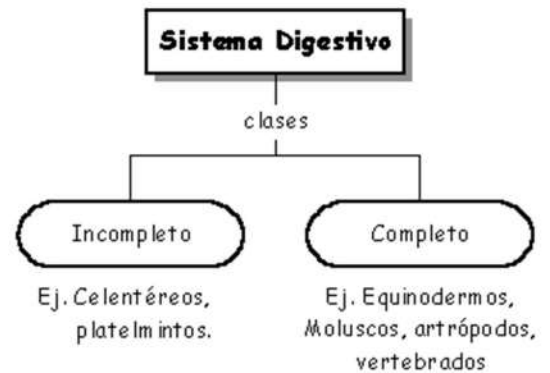 Sistema Digestivo
clases
Incompleto
Ej. Celentéreos,
platelmintos.
Completo
Ej. Equinodermos,
Moluscos, artrópodos,
vertebrados